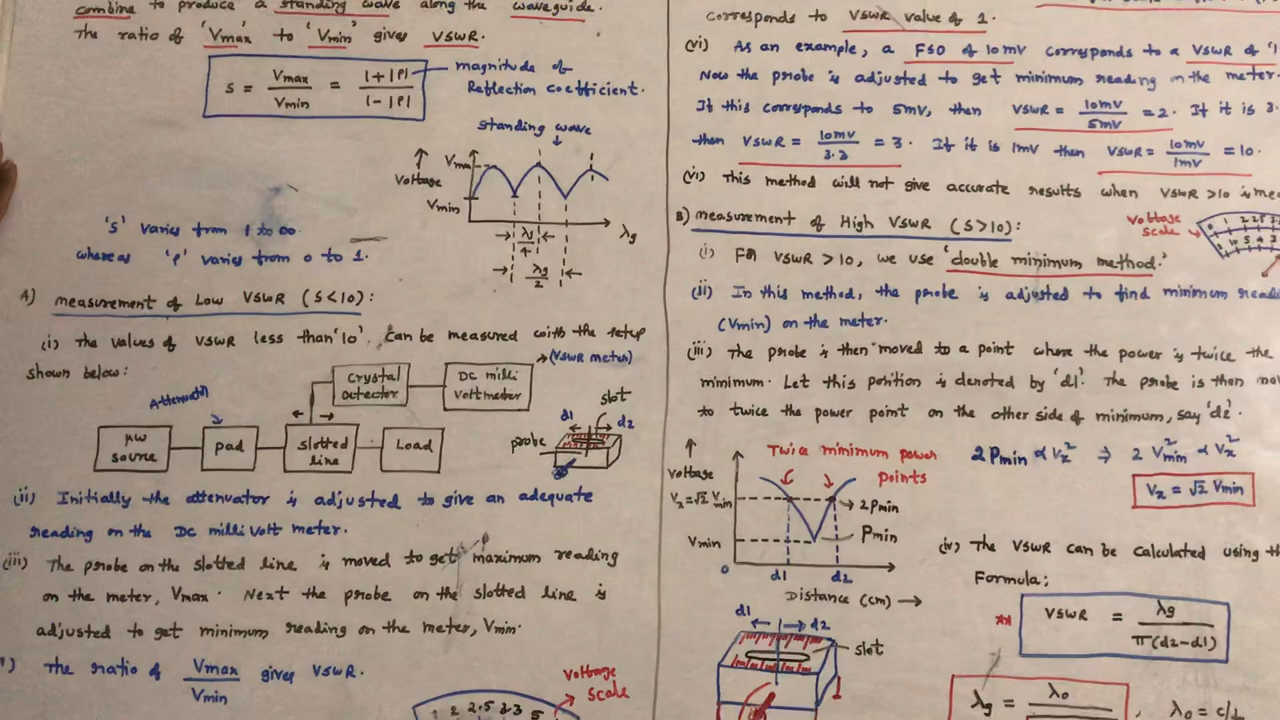 combine to produce a standing wave along the waveguide.
The ratio of 'Vmax' to 'Vmin' gives VSWR.
S = Vmax / Vmin = 1+|ρ| / 1-|ρ|
magnitude of
Reflection coefficient.
standing wave
Voltage
Vmax
Vmin
λg/4
λg
λg/2
'S' varies from 1 to ∞
whereas 'ρ' varies from 0 to 1.
A) measurement of Low VSWR (S<10):
(i) The values of VSWR less than '10', can be measured with the setup
shown below:
(VSWR meter)
Attenuator
Crystal Detector
DC milli voltmeter
μw source
pad
slotted line
Load
slot
d1 d2
probe
(ii) Initially the attenuator is adjusted to give an adequate
reading on the DC millivolt meter.
(iii) The probe on the slotted line is moved to get maximum reading
on the meter, Vmax. Next the probe on the slotted line is
adjusted to get minimum reading on the meter, Vmin.
The ratio of Vmax / Vmin gives VSWR.
voltage scale
1 2 2.5 3 5
corresponds to VSWR value of 1.
(vi) As an example, a FSD of 10mv corresponds to a VSWR of
Now the probe is adjusted to get minimum reading on the meter.
If this corresponds to 5mV, then VSWR = 10mv / 5mv = 2. If it is 3.
then VSWR = 10mv / 3.3 = 3. If it is 1mV then VSWR = 10mv / 1mv = 10.
(vi) This method will not give accurate results when VSWR >10 is
B) measurement of High VSWR (S>10):
Voltage scale
(i) For VSWR >10, we use 'double minimum method.'
(ii) In this method, the probe is adjusted to find minimum
(Vmin) on the meter.
(iii) The probe is then moved to a point where the power is twice the
minimum. Let this position is denoted by 'd1'. The probe is then
to twice the power point on the other side of minimum, say 'd2'.
Voltage
Twice minimum power points
Vx = √2 Vmin
2Pmin
Pmin
Vmin
0
d1 d2
Distance (cm)
2 Pmin ∝ Vx² ⇒ 2 Vmin² ∝ Vx²
Vx = √2 Vmin
(iv) The VSWR can be calculated using
Formula;
VSWR = λg / π(d2-d1)
d1 d2
slot
λg = λ0
, λ0 =